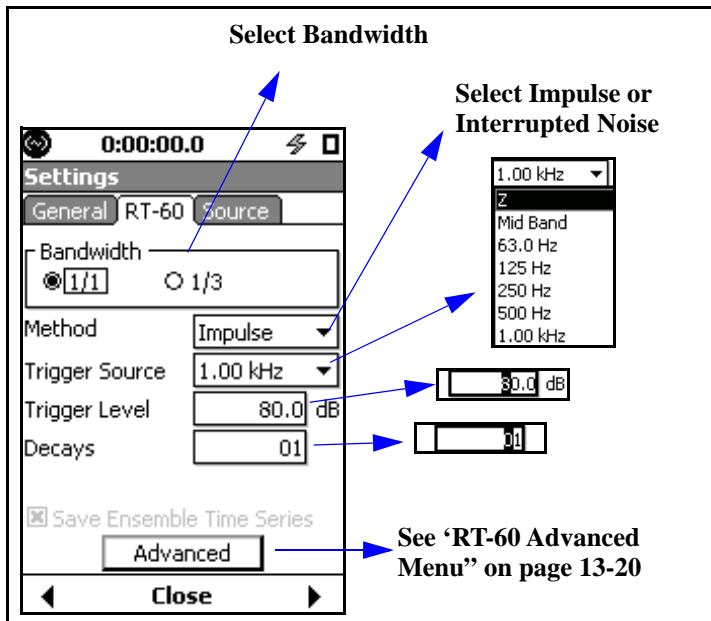 Select Bandwidth
Select Impulse or
Interrupted Noise
0:00:00.0
Settings
General RT-60 Source
Bandwidth
1/1 1/3
Method Impulse
Trigger Source 1.00 kHz
Trigger Level 80.0 dB
Decays 01
Save Ensemble Time Series
Advanced
Close
1.00 kHz
Z
Mid Band
63.0 Hz
125 Hz
250 Hz
500 Hz
1.00 kHz
80.0 dB
01
See ‘RT-60 Advanced
Menu” on page 13-20